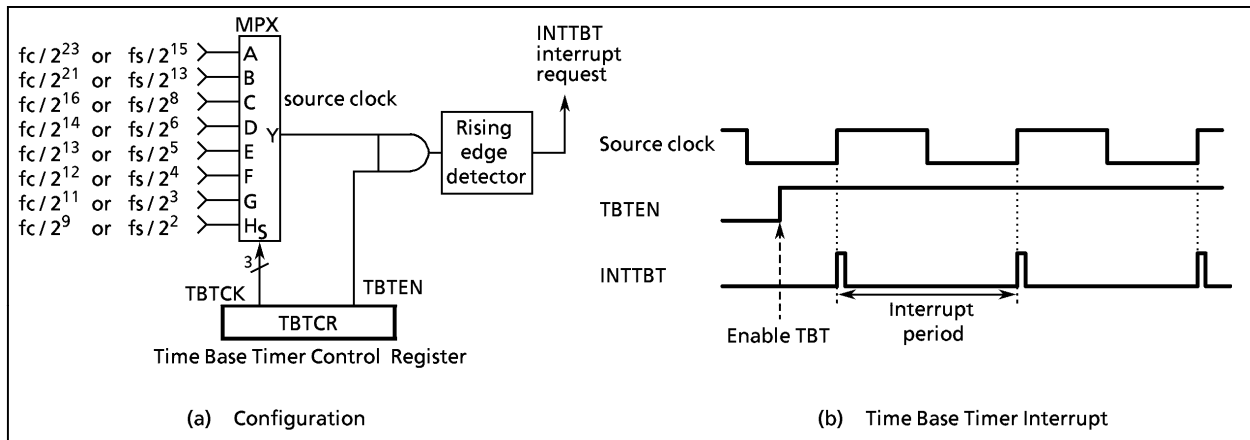 MPX
fc/2^23 or fs/2^15 A
fc/2^21 or fs/2^13 B
fc/2^16 or fs/2^8 C
fc/2^14 or fs/2^6 D
fc/2^13 or fs/2^5 E
fc/2^12 or fs/2^4 F
fc/2^11 or fs/2^3 G
fc/2^9 or fs/2^2 H
S
Y
source clock
Rising
edge
detector
INTTBT
interrupt
request
3
TBTCK
TBTEN
TBTCR
Time Base Timer Control Register
(a) Configuration
Source clock
TBTEN
INTTBT
Enable TBT
Interrupt
period
(b) Time Base Timer Interrupt